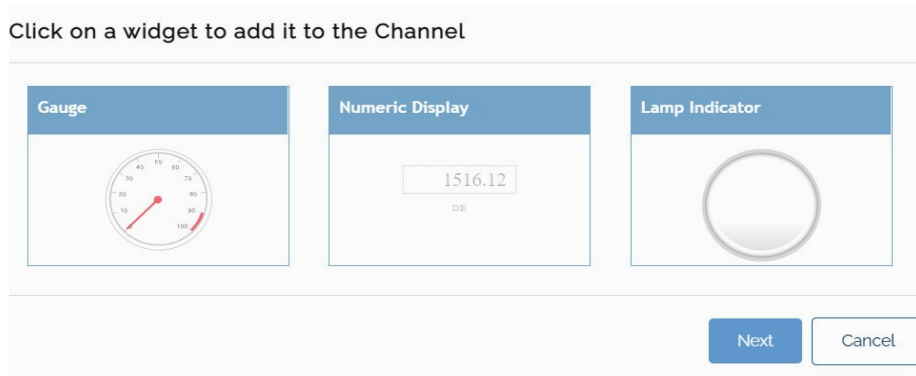 Click on a widget to add it to the Channel
Gauge
Numeric Display
Lamp Indicator
50
40 60
30 70
20 80
10 90
100
1516.12
DB
Next
Cancel